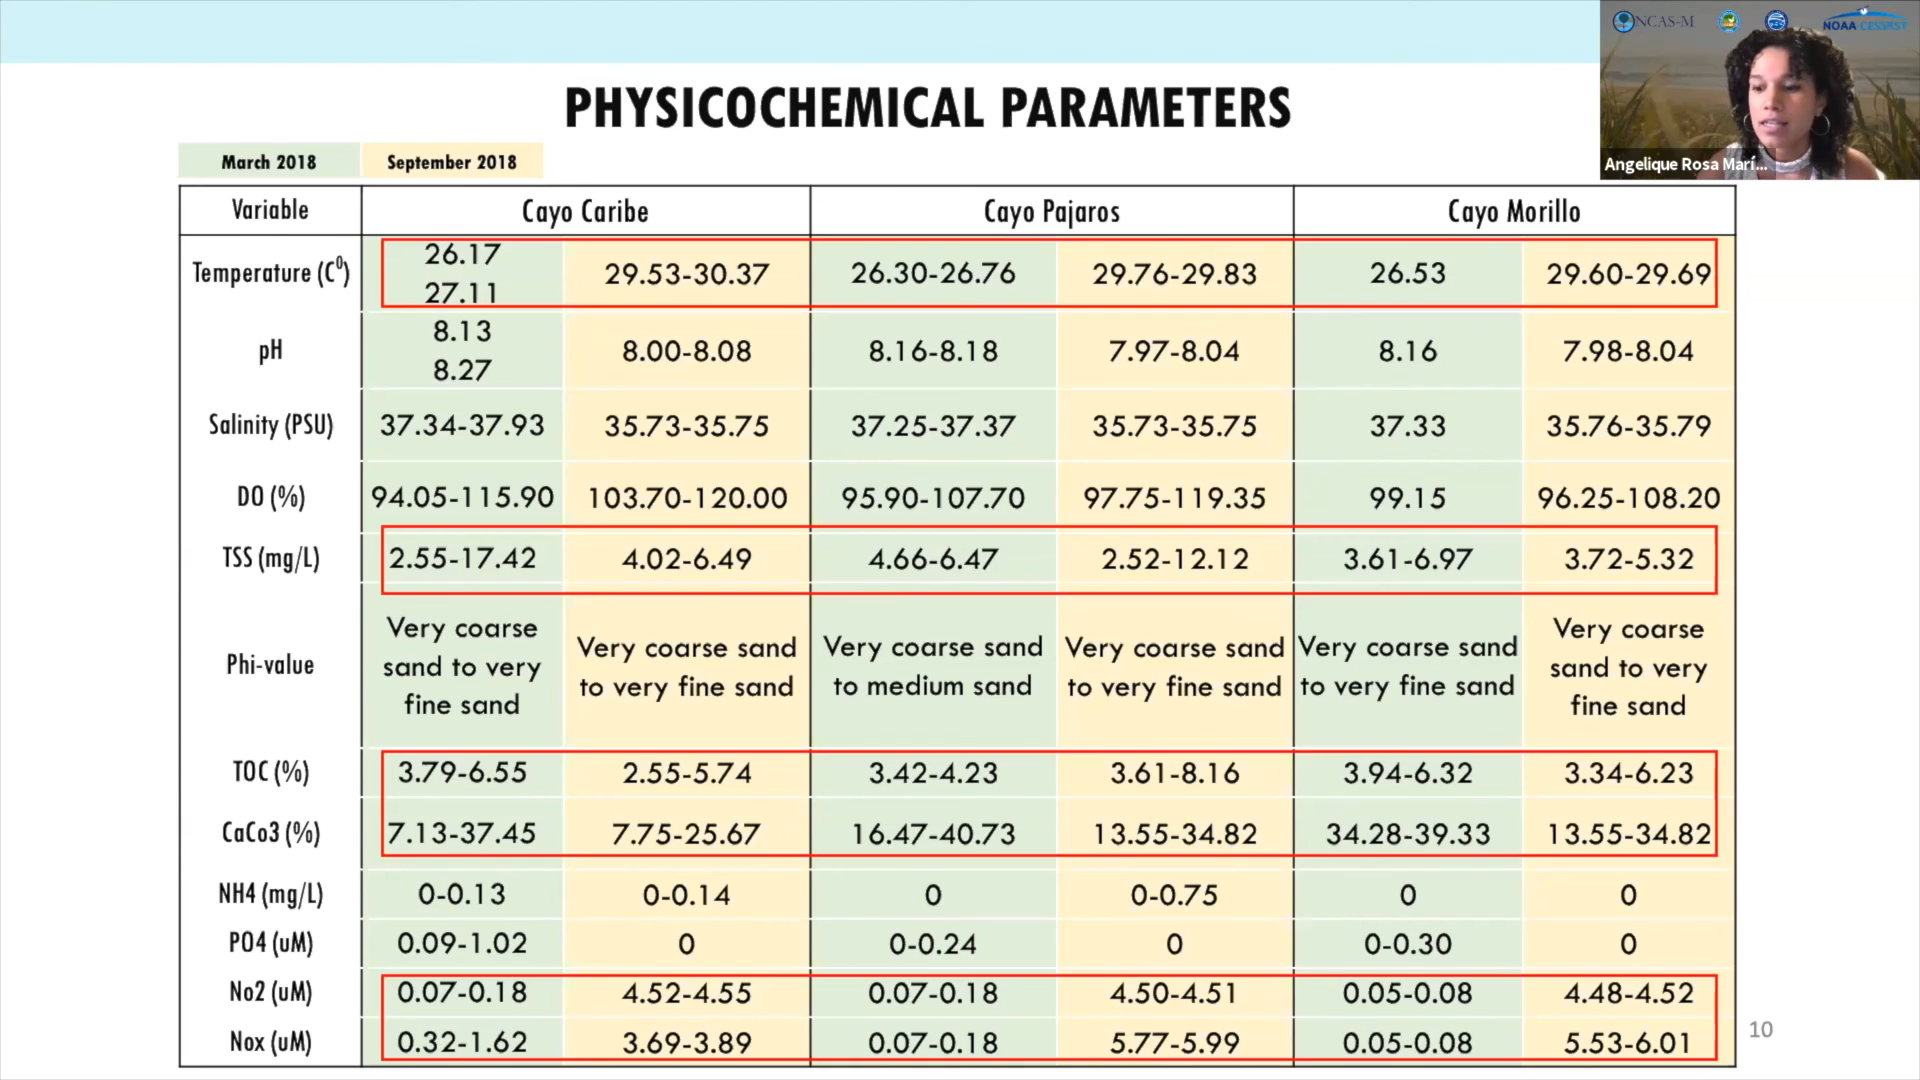 NCAS-M
NOAA CESSRST
PHYSICOCHEMICAL PARAMETERS
Angelique Rosa Marí...
March 2018 September 2018
Variable Cayo Caribe Cayo Pajaros Cayo Morillo
Temperature (C⁰) 26.17 27.11 29.53-30.37 26.30-26.76 29.76-29.83 26.53 29.60-29.69
pH 8.13 8.27 8.00-8.08 8.16-8.18 7.97-8.04 8.16 7.98-8.04
Salinity (PSU) 37.34-37.93 35.73-35.75 37.25-37.37 35.73-35.75 37.33 35.76-35.79
DO (%) 94.05-115.90 103.70-120.00 95.90-107.70 97.75-119.35 99.15 96.25-108.20
TSS (mg/L) 2.55-17.42 4.02-6.49 4.66-6.47 2.52-12.12 3.61-6.97 3.72-5.32
Phi-value Very coarse sand to very fine sand Very coarse sand to very fine sand Very coarse sand to medium sand Very coarse sand to very fine sand Very coarse sand to very fine sand Very coarse sand to very fine sand
TOC (%) 3.79-6.55 2.55-5.74 3.42-4.23 3.61-8.16 3.94-6.32 3.34-6.23
CaCo3 (%) 7.13-37.45 7.75-25.67 16.47-40.73 13.55-34.82 34.28-39.33 13.55-34.82
NH4 (mg/L) 0-0.13 0-0.14 0 0-0.75 0 0
PO4 (uM) 0.09-1.02 0 0-0.24 0 0-0.30 0
No2 (uM) 0.07-0.18 4.52-4.55 0.07-0.18 4.50-4.51 0.05-0.08 4.48-4.52
Nox (uM) 0.32-1.62 3.69-3.89 0.07-0.18 5.77-5.99 0.05-0.08 5.53-6.01
10